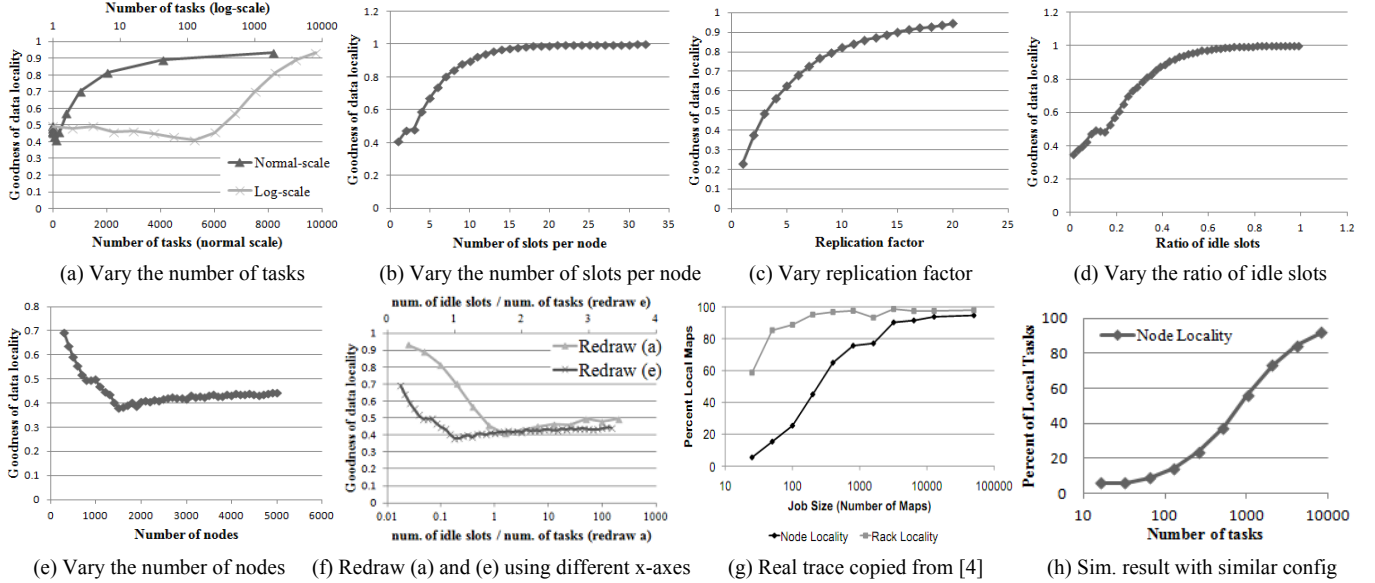 Number of tasks (log-scale)
1 10 100 1000 10000
Goodness of data locality
1
0.9
0.8
0.7
0.6
0.5
0.4
0.3
0.2
0.1
0
Normal-scale
Log-scale
0 2000 4000 6000 8000 10000
Number of tasks (normal scale)
(a) Vary the number of tasks
Goodness of data locality
1.2
1
0.8
0.6
0.4
0.2
0
0 5 10 15 20 25 30 35
Number of slots per node
(b) Vary the number of slots per node
Goodness of data locality
1
0.9
0.8
0.7
0.6
0.5
0.4
0.3
0.2
0.1
0
0 5 10 15 20 25
Replication factor
(c) Vary replication factor
Goodness of data locality
1.2
1
0.8
0.6
0.4
0.2
0
0 0.2 0.4 0.6 0.8 1 1.2
Ratio of idle slots
(d) Vary the ratio of idle slots
Goodness of data locality
0.8
0.7
0.6
0.5
0.4
0.3
0.2
0.1
0
0 1000 2000 3000 4000 5000 6000
Number of nodes
(e) Vary the number of nodes
num. of idle slots / num. of tasks (redraw e)
0 1 2 3 4
Goodness of data locality
1
0.9
0.8
0.7
0.6
0.5
0.4
0.3
0.2
0.1
0
Redraw (a)
Redraw (e)
0.01 0.1 1 10 100 1000
num. of idle slots / num. of tasks (redraw a)
(f) Redraw (a) and (e) using different x-axes
Percent Local Maps
100
80
60
40
20
0
10 100 1000 10000 100000
Job Size (Number of Maps)
Node Locality Rack Locality
(g) Real trace copied from [4]
Percent of Local Tasks
100
80
60
40
20
0
Node Locality
10 100 1000 10000
Number of tasks
(h) Sim. result with similar config